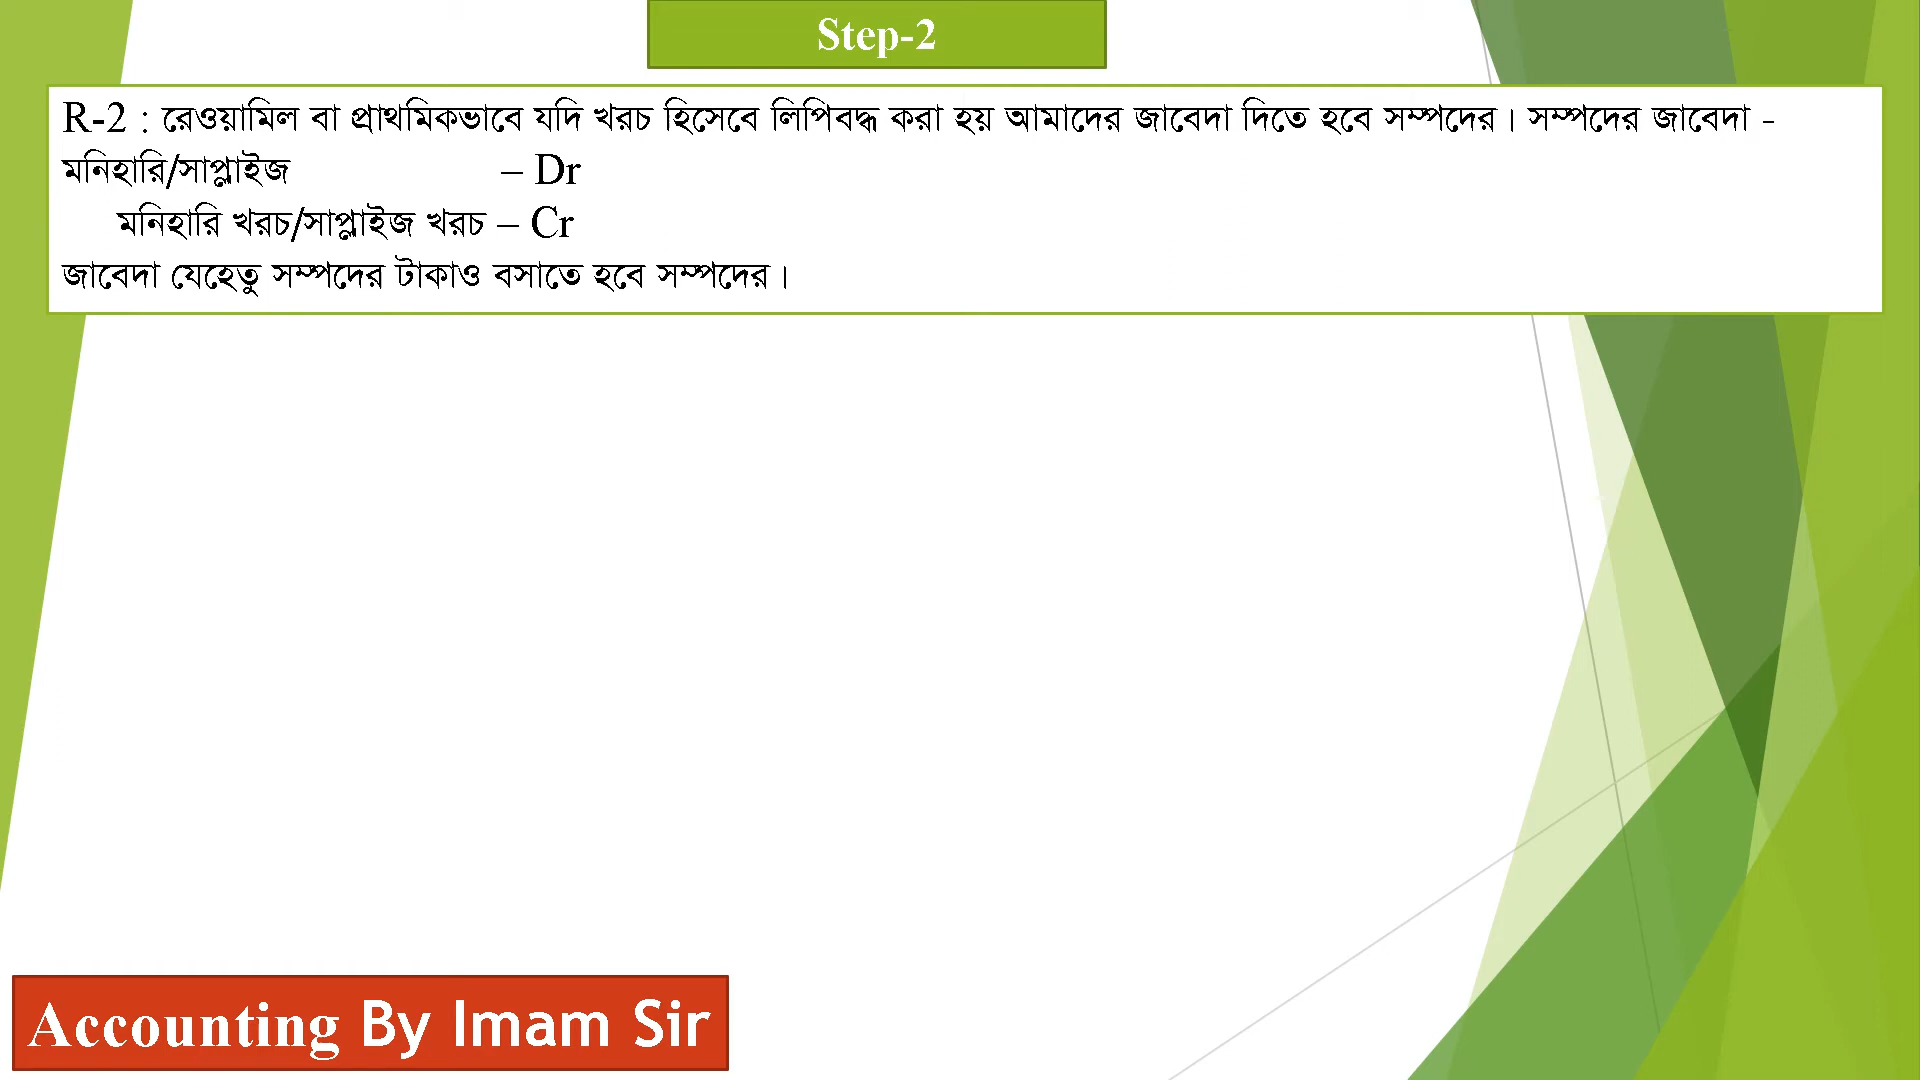 Step-2
R-2 : রেওয়ামিল বা প্রাথমিকভাবে যদি খরচ হিসেবে লিপিবদ্ধ করা হয় আমাদের জাবেদা দিতে হবে সম্পদের। সম্পদের জাবেদা -
মনিহারি/সাপ্লাইজ – Dr
মনিহারি খরচ/সাপ্লাইজ খরচ – Cr
জাবেদা যেহেতু সম্পদের টাকাও বসাতে হবে সম্পদের।
Accounting By Imam Sir